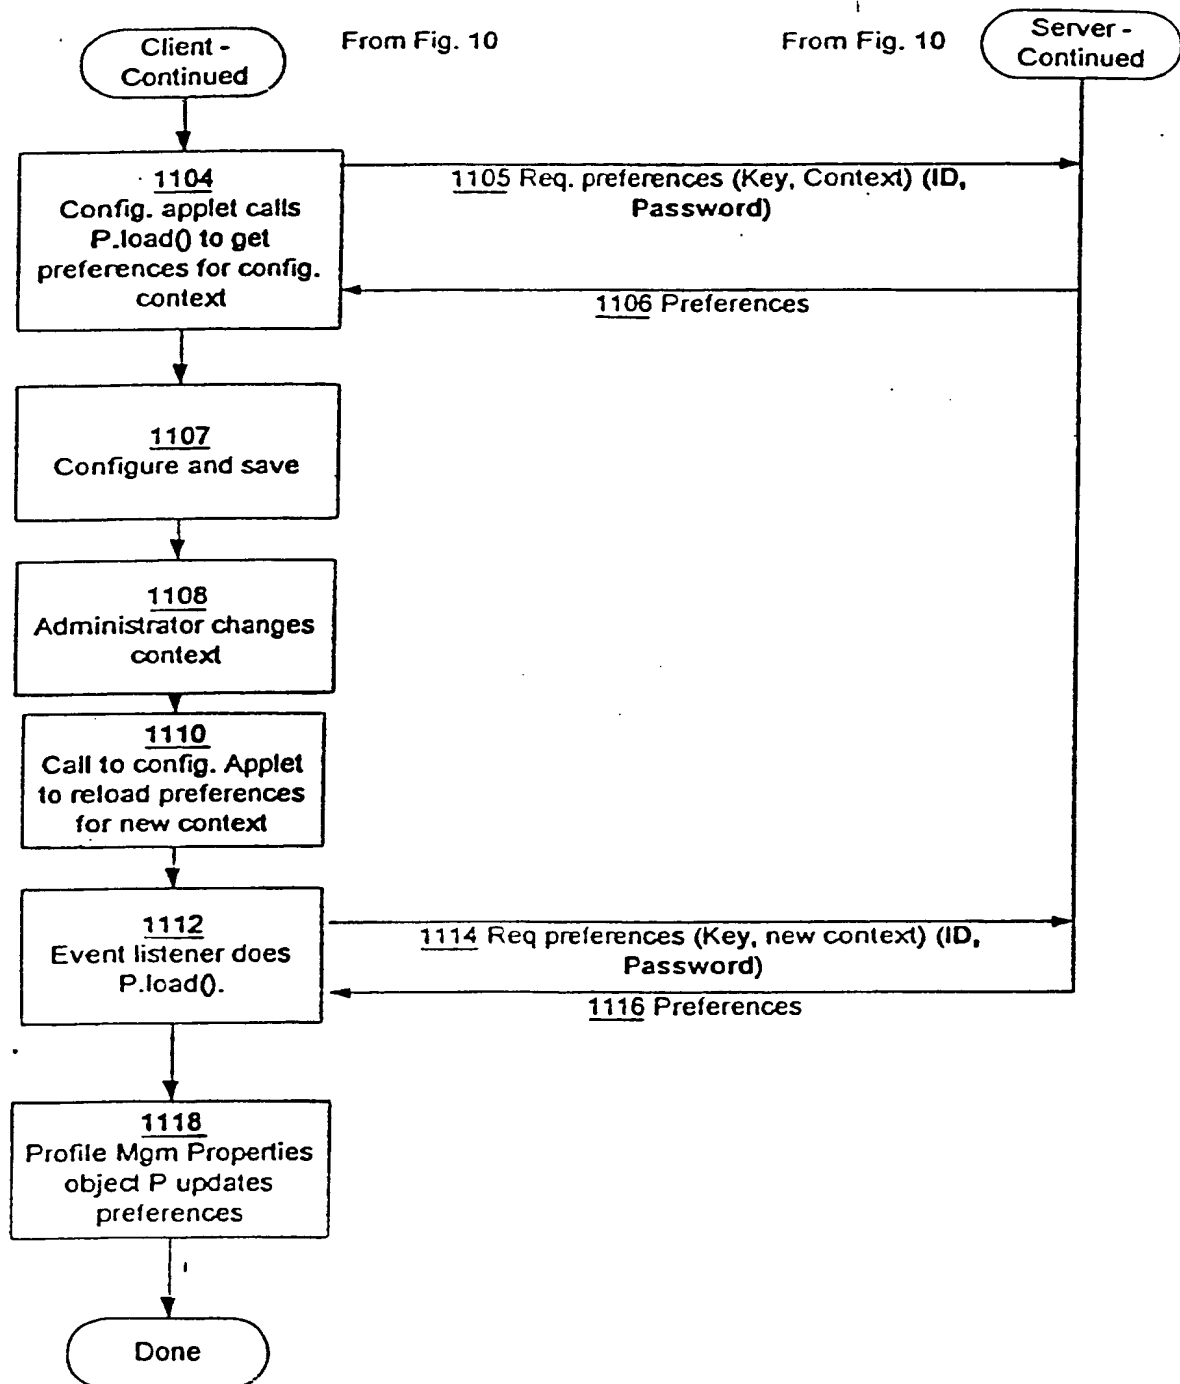 Client -
Continued
From Fig. 10
From Fig. 10
Server -
Continued
1104
Config. applet calls
P.load() to get
preferences for config.
context
1105 Req. preferences (Key, Context) (ID,
Password)
1106 Preferences
1107
Configure and save
1108
Administrator changes
context
1110
Call to config. Applet
to reload preferences
for new context
1112
Event listener does
P.load().
1114 Req preferences (Key, new context) (ID,
Password)
1116 Preferences
1118
Profile Mgm Properties
object P updates
preferences
Done